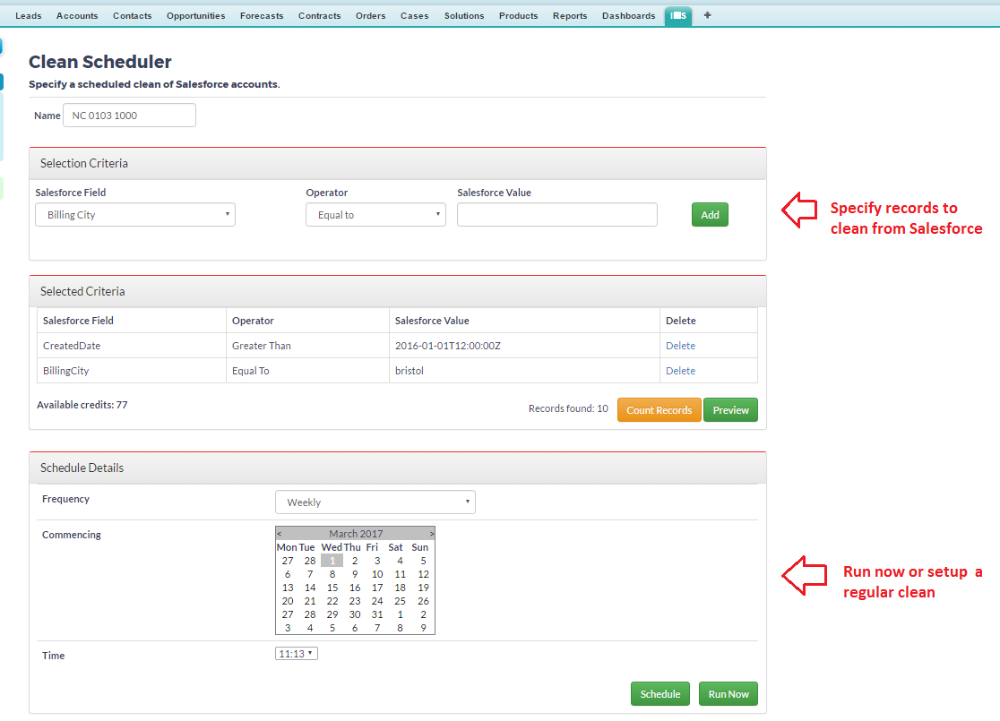 Leads Accounts Contacts Opportunities Forecasts Contracts Orders Cases Solutions Products Reports Dashboards +
Clean Scheduler
Specify a scheduled clean of Salesforce accounts.
Name NC 0103 1000
Selection Criteria
Salesforce Field Operator Salesforce Value
Billing City Equal to Add
Specify records to
clean from Salesforce
Selected Criteria
Salesforce Field Operator Salesforce Value Delete
CreatedDate Greater Than 2016-01-01T12:00:00Z Delete
BillingCity Equal To bristol Delete
Available credits: 77 Records found: 10 Count Records Preview
Schedule Details
Frequency Weekly
Commencing < March 2017 >
Mon Tue Wed Thu Fri Sat Sun
27 28 1 2 3 4 5
6 7 8 9 10 11 12
13 14 15 16 17 18 19
20 21 22 23 24 25 26
27 28 29 30 31 1 2
3 4 5 6 7 8 9
Run now or setup a
regular clean
Time 11:13
Schedule Run Now